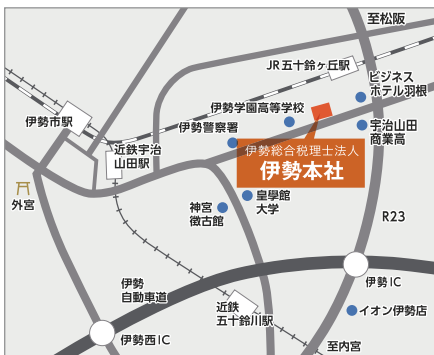 至松阪
JR五十鈴ヶ丘駅
ビジネス
ホテル羽根
伊勢学園高等学校
伊勢市駅
伊勢警察署
宇治山田
商業高
近鉄宇治
山田駅
伊勢総合税理士法人
伊勢本社
外宮
皇學館
大学
神宮
徴古館
R23
伊勢IC
伊勢
自動車道
近鉄
五十鈴川駅
イオン伊勢店
伊勢西IC
至内宮